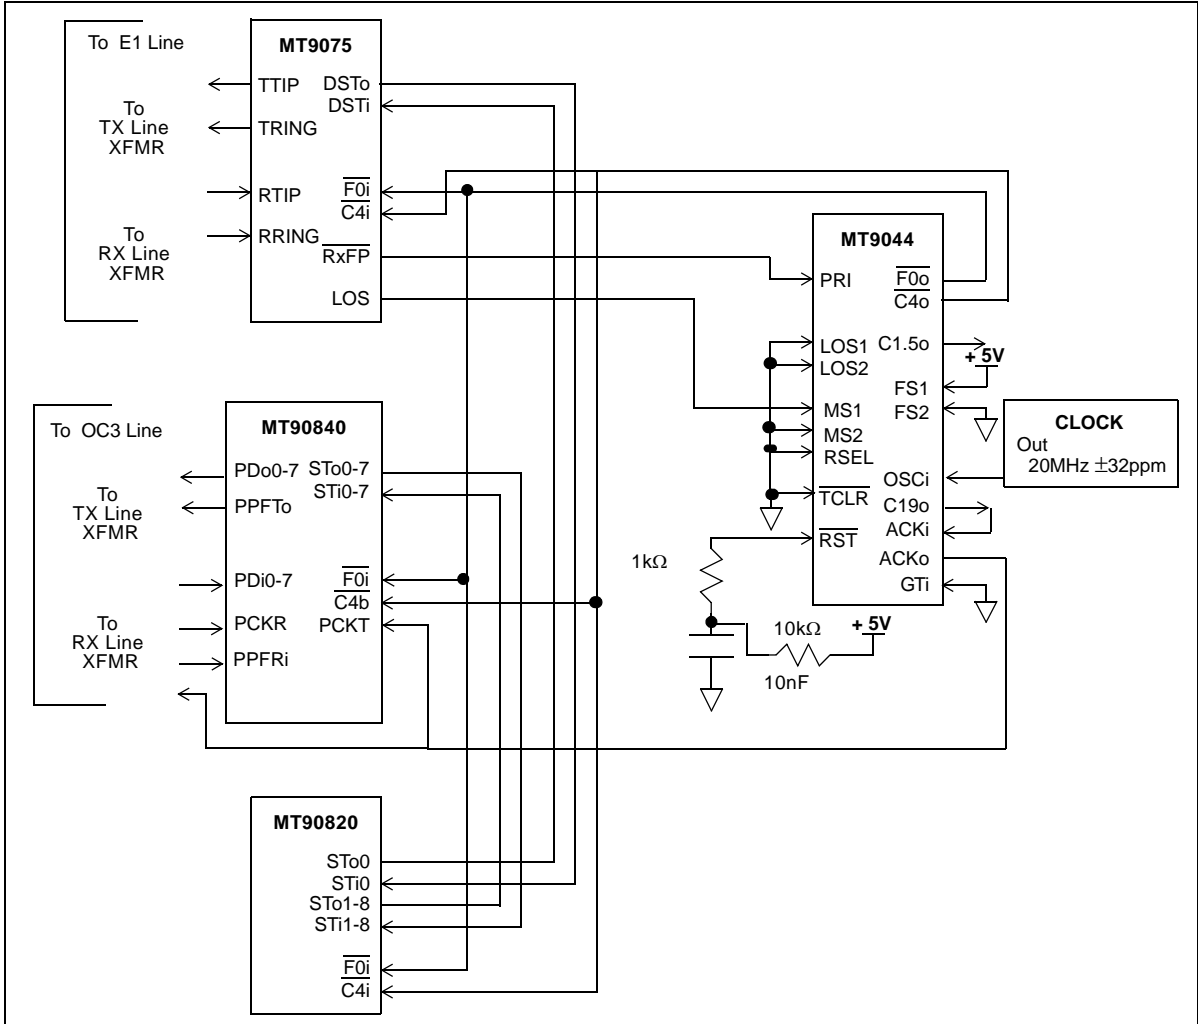 To E1 Line
To
TX Line
XFMR
To
RX Line
XFMR
MT9075
TTIP
TRING
RTIP
RRING
DSTo
DSTi
F0i
C4i
RxFP
LOS
MT9044
PRI
LOS1
LOS2
MS1
MS2
RSEL
TCLR
RST
F0o
C4o
C1.5o
FS1
FS2
OSCi
C19o
ACKi
ACKo
GTi
+ 5V
CLOCK
Out
20MHz ±32ppm
1kΩ
10kΩ
+ 5V
10nF
To OC3 Line
To
TX Line
XFMR
To
RX Line
XFMR
MT90840
PDo0-7
PPFTo
PDi0-7
PCKR
PPFRi
STo0-7
STi0-7
F0i
C4b
PCKT
MT90820
STo0
STi0
STo1-8
STi1-8
F0i
C4i